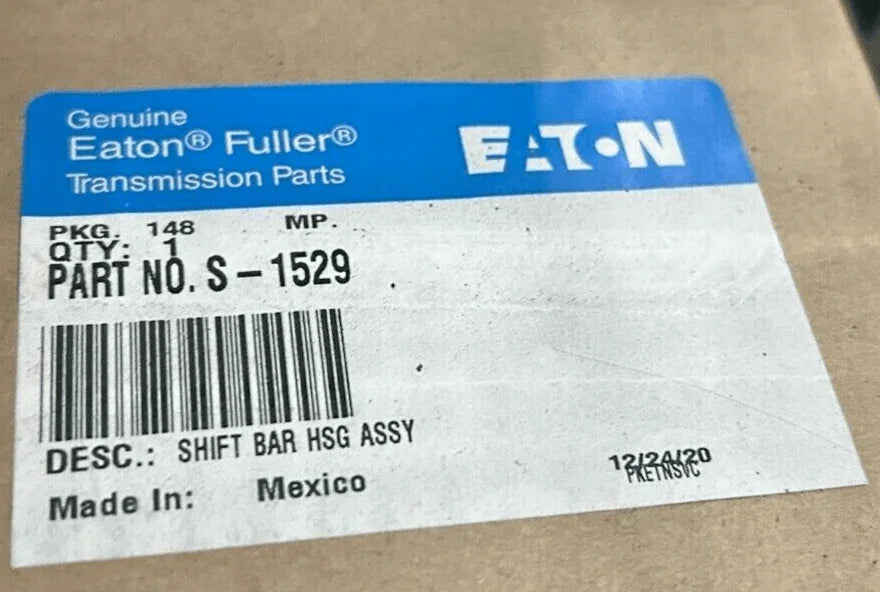 Genuine
Eaton® Fuller®
Transmission Parts
EATON
PKG. 148 MP.
QTY: 1
PART NO. S-1529
DESC.: SHIFT BAR HSG ASSY
Made In: Mexico
12/24/20
PKETNSVC